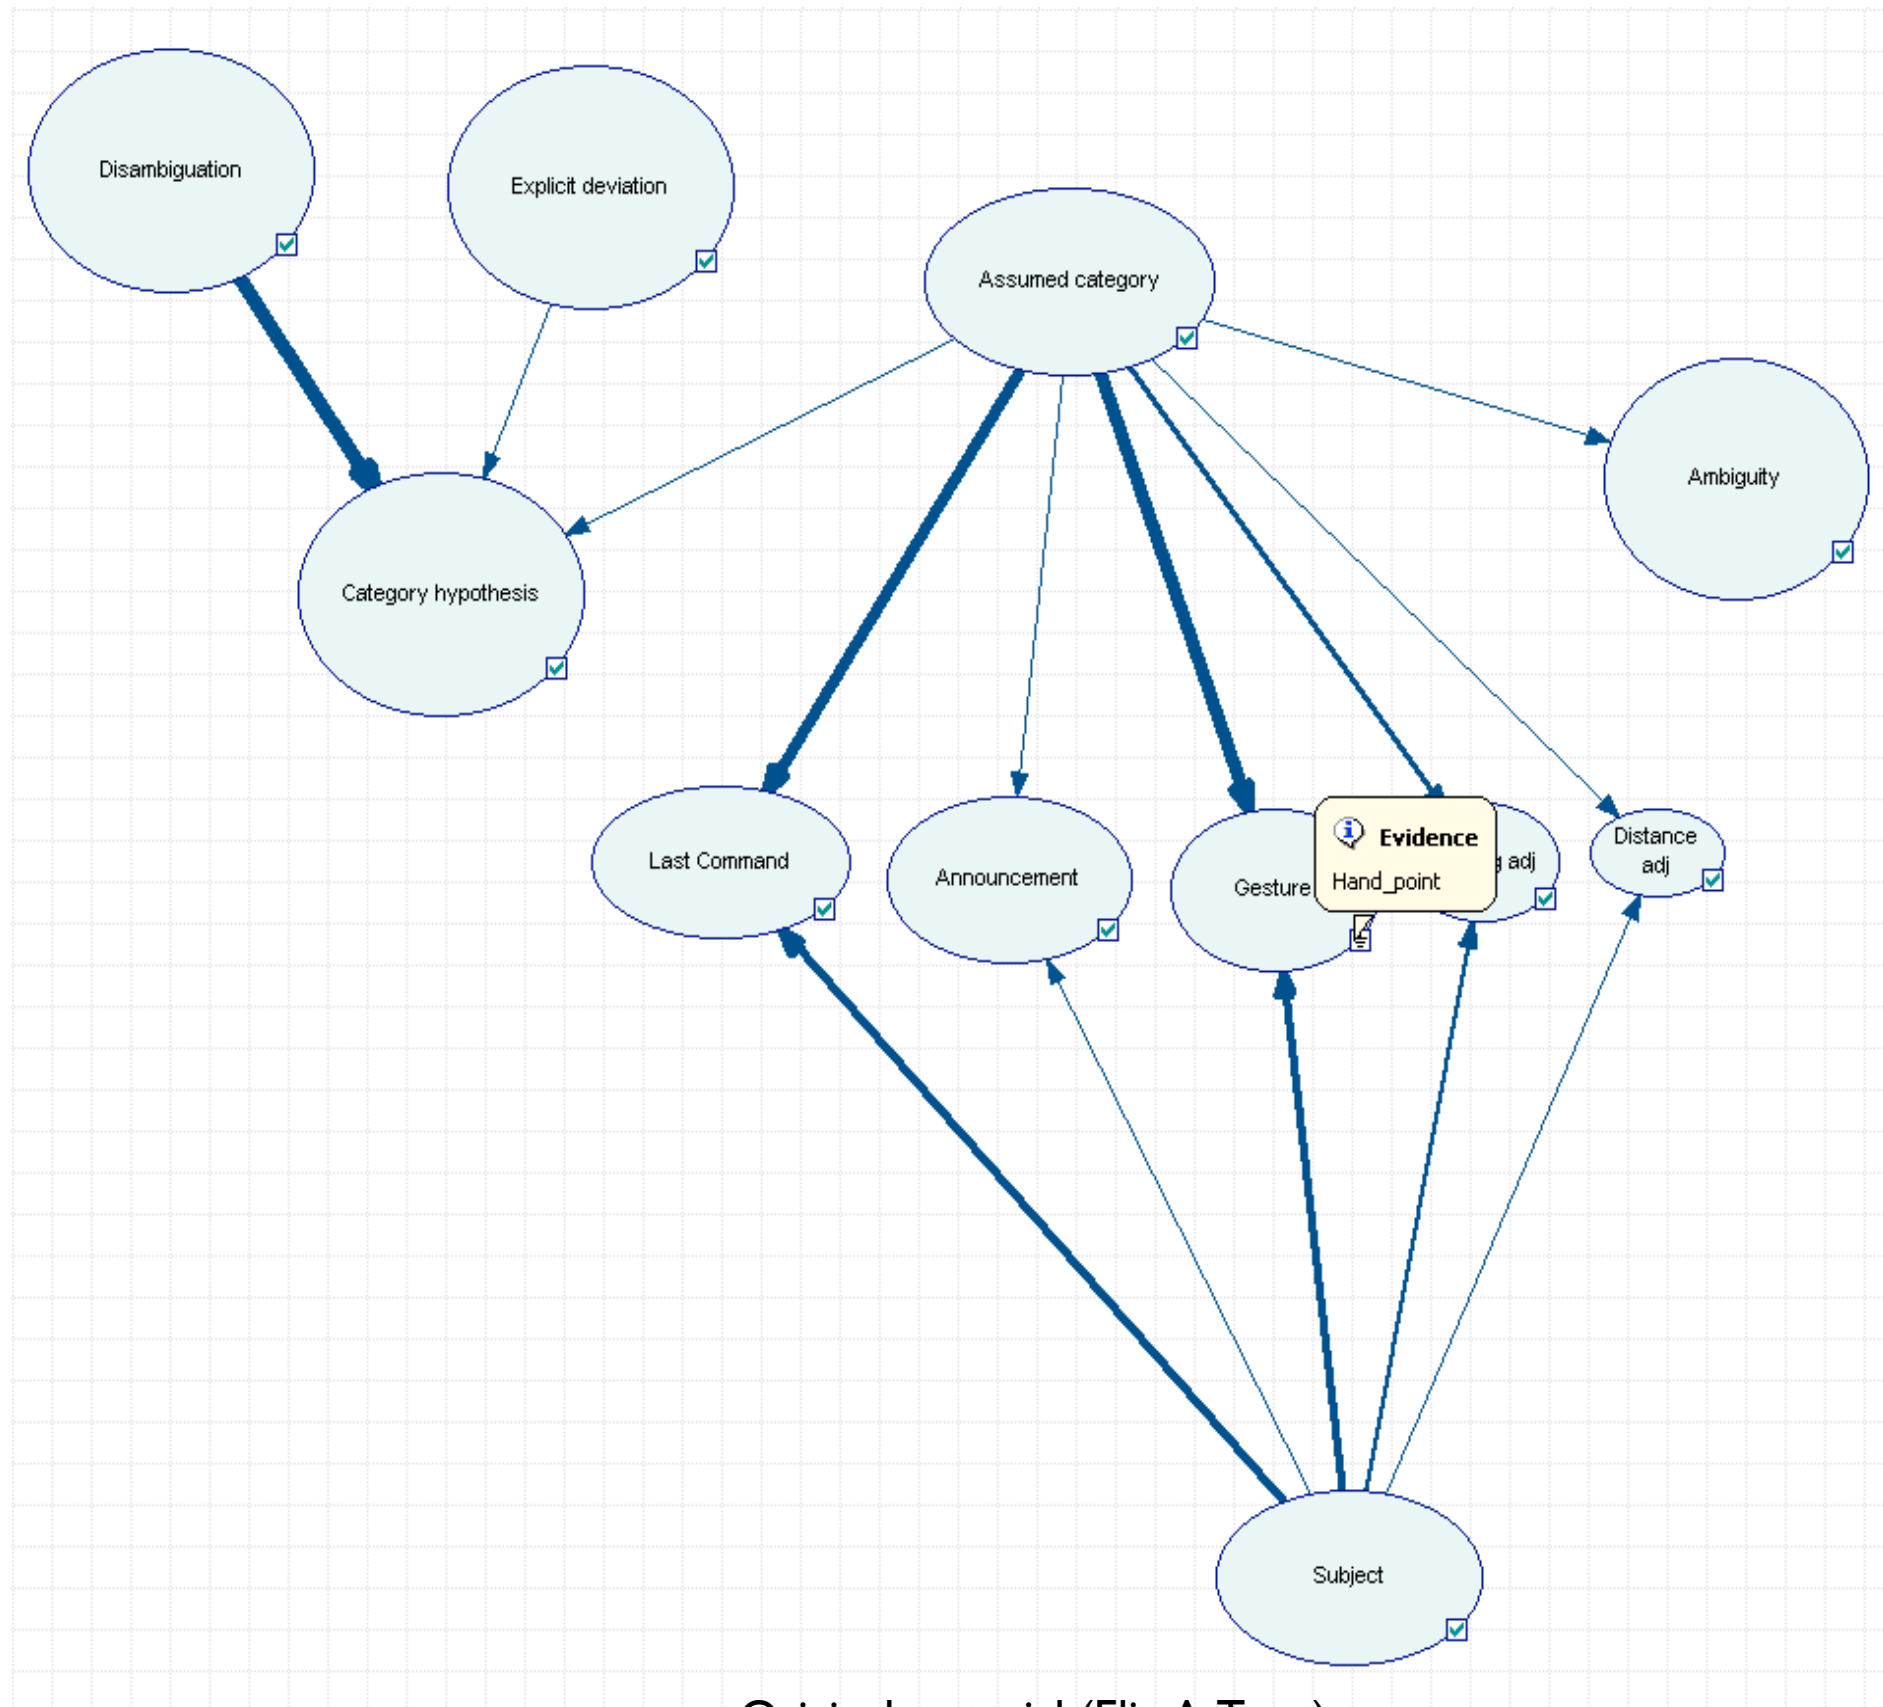 Disambiguation
Explicit deviation
Assumed category
Ambiguity
Category hypothesis
Last Command
Announcement
Gesture
Evidence
Hand_point
adj
Distance
adj
Subject